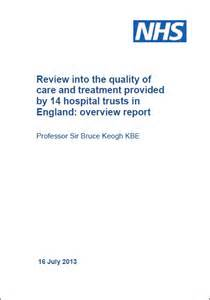 NHS
Review into the quality of
care and treatment provided
by 14 hospital trusts in
England: overview report
Professor Sir Bruce Keogh KBE
16 July 2013